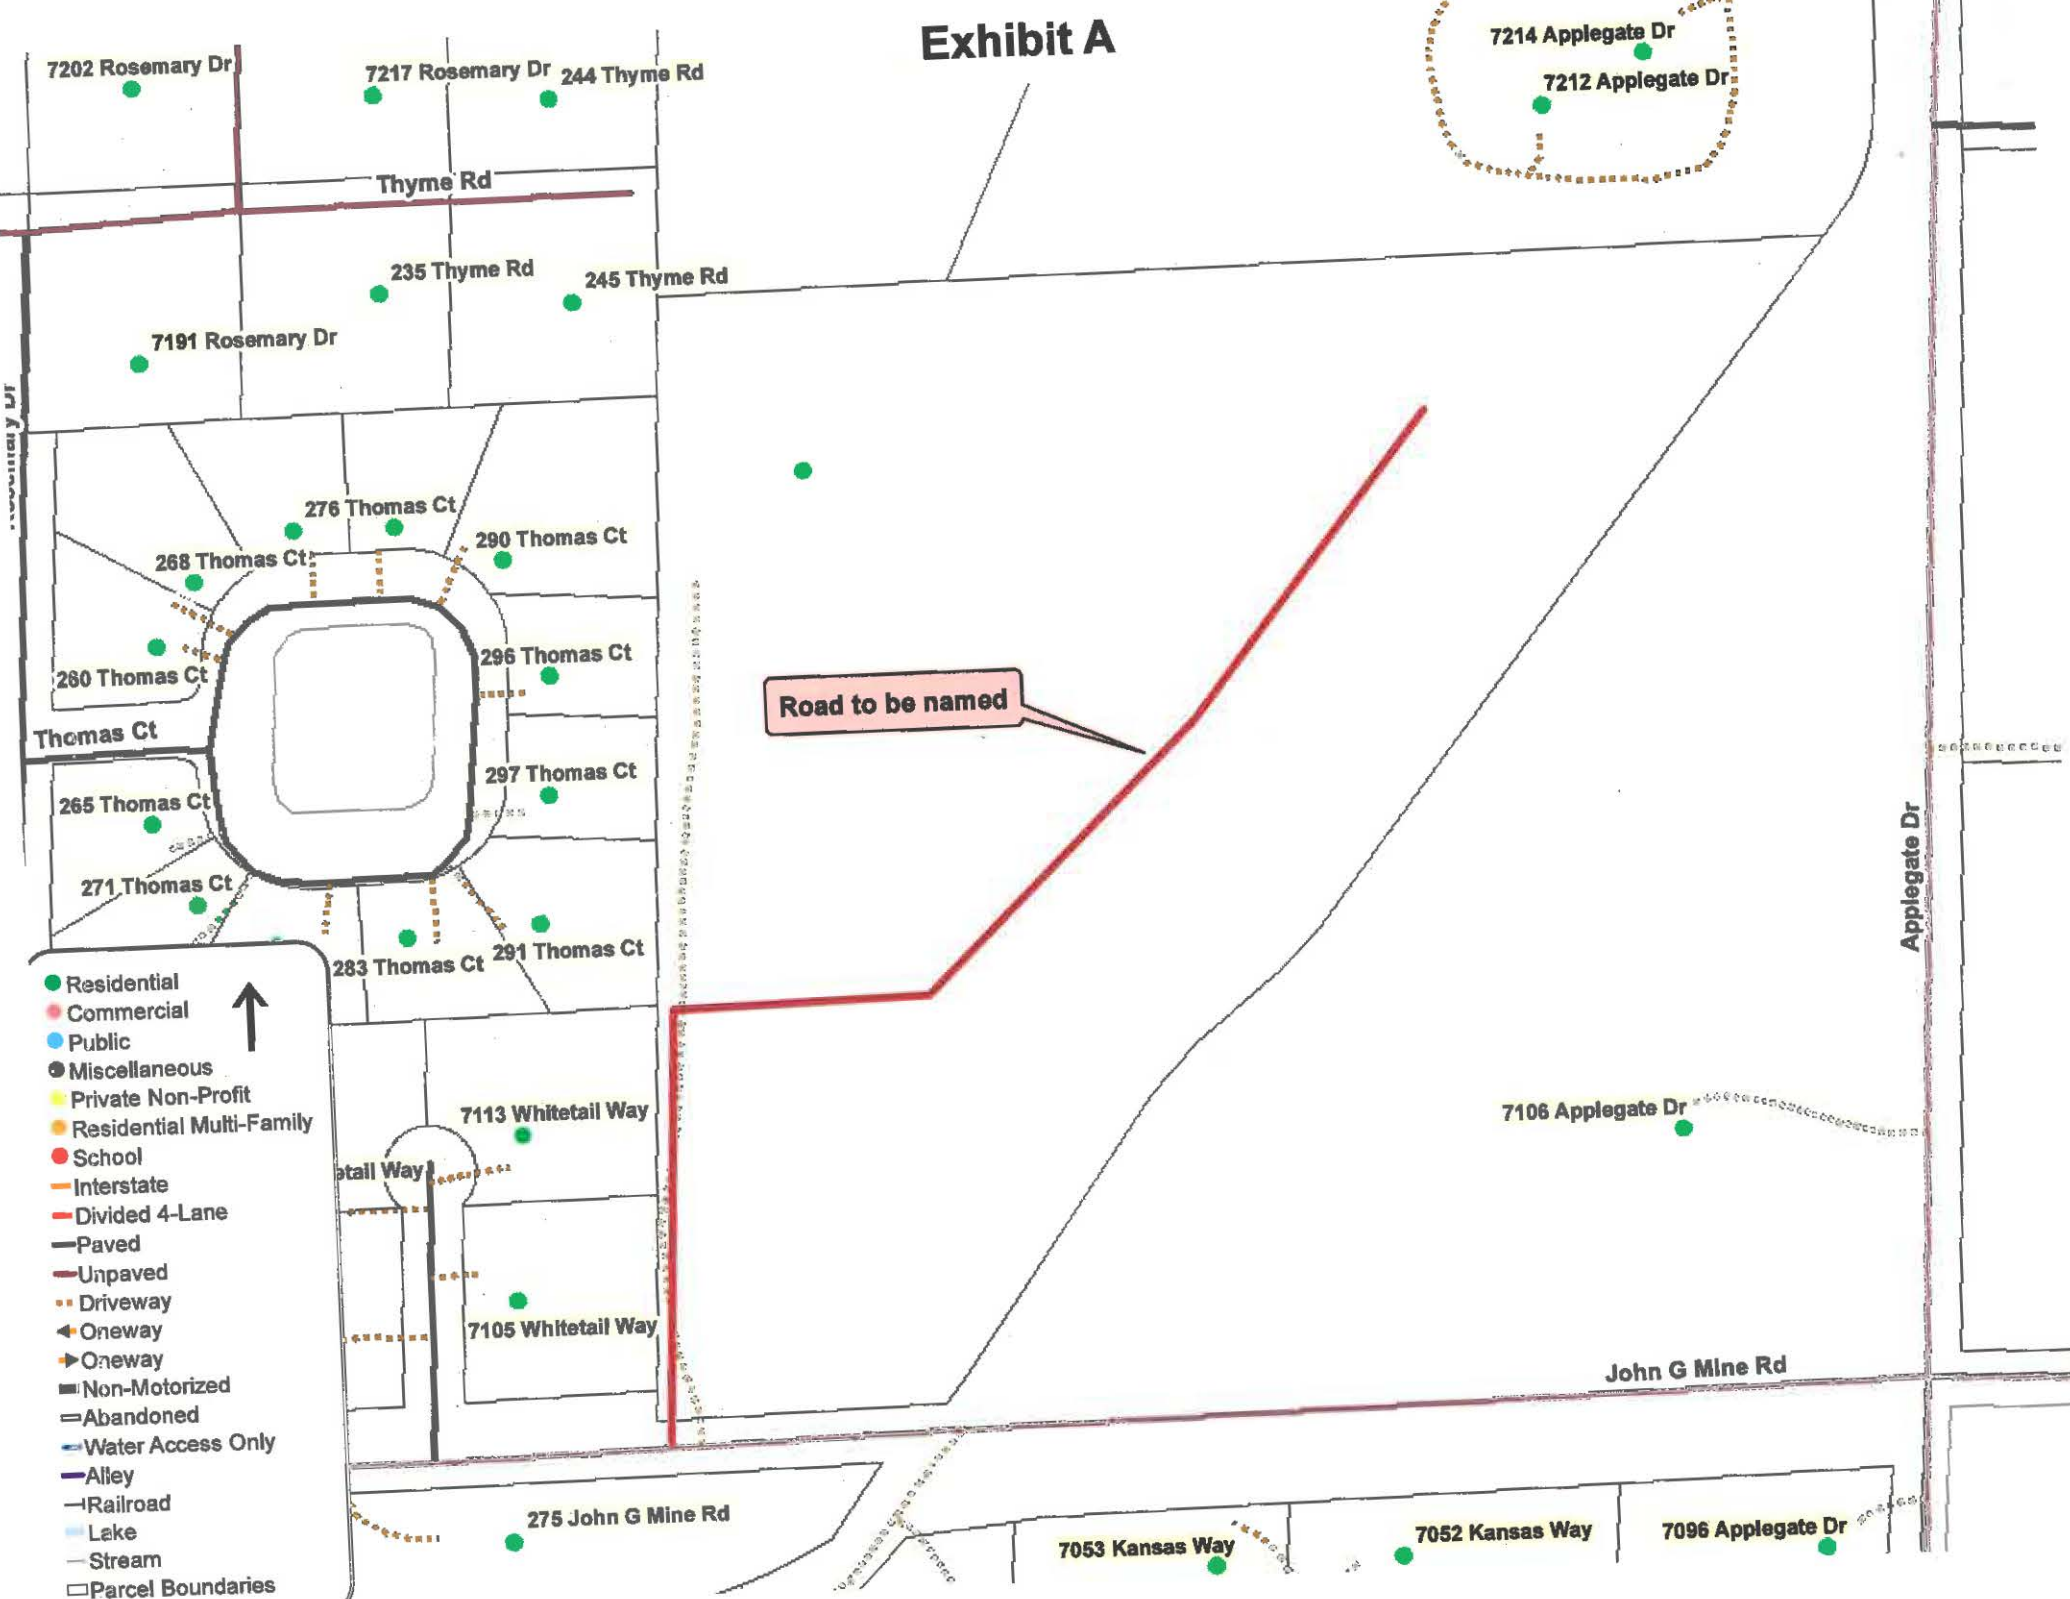 Exhibit A
7202 Rosemary Dr
7217 Rosemary Dr
244 Thyme Rd
7214 Applegate Dr
7212 Applegate Dr
Thyme Rd
235 Thyme Rd
245 Thyme Rd
7191 Rosemary Dr
Rosemary Dr
276 Thomas Ct
290 Thomas Ct
268 Thomas Ct
296 Thomas Ct
260 Thomas Ct
Road to be named
Thomas Ct
297 Thomas Ct
265 Thomas Ct
Applegate Dr
271 Thomas Ct
283 Thomas Ct
291 Thomas Ct
7113 Whitetail Way
7106 Applegate Dr
etail Way
7105 Whitetail Way
John G Mine Rd
275 John G Mine Rd
7053 Kansas Way
7052 Kansas Way
7096 Applegate Dr
Residential
Commercial
Public
Miscellaneous
Private Non-Profit
Residential Multi-Family
School
Interstate
Divided 4-Lane
Paved
Unpaved
Driveway
Oneway
Oneway
Non-Motorized
Abandoned
Water Access Only
Alley
Railroad
Lake
Stream
Parcel Boundaries